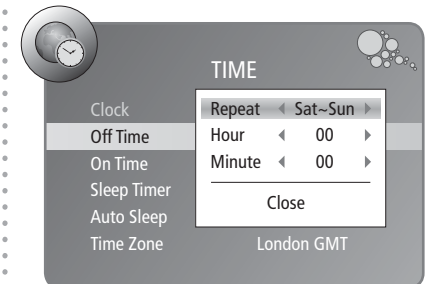 TIME
Clock
Off Time
On Time
Sleep Timer
Auto Sleep
Time Zone London GMT
Repeat Sat~Sun
Hour 00
Minute 00
Close